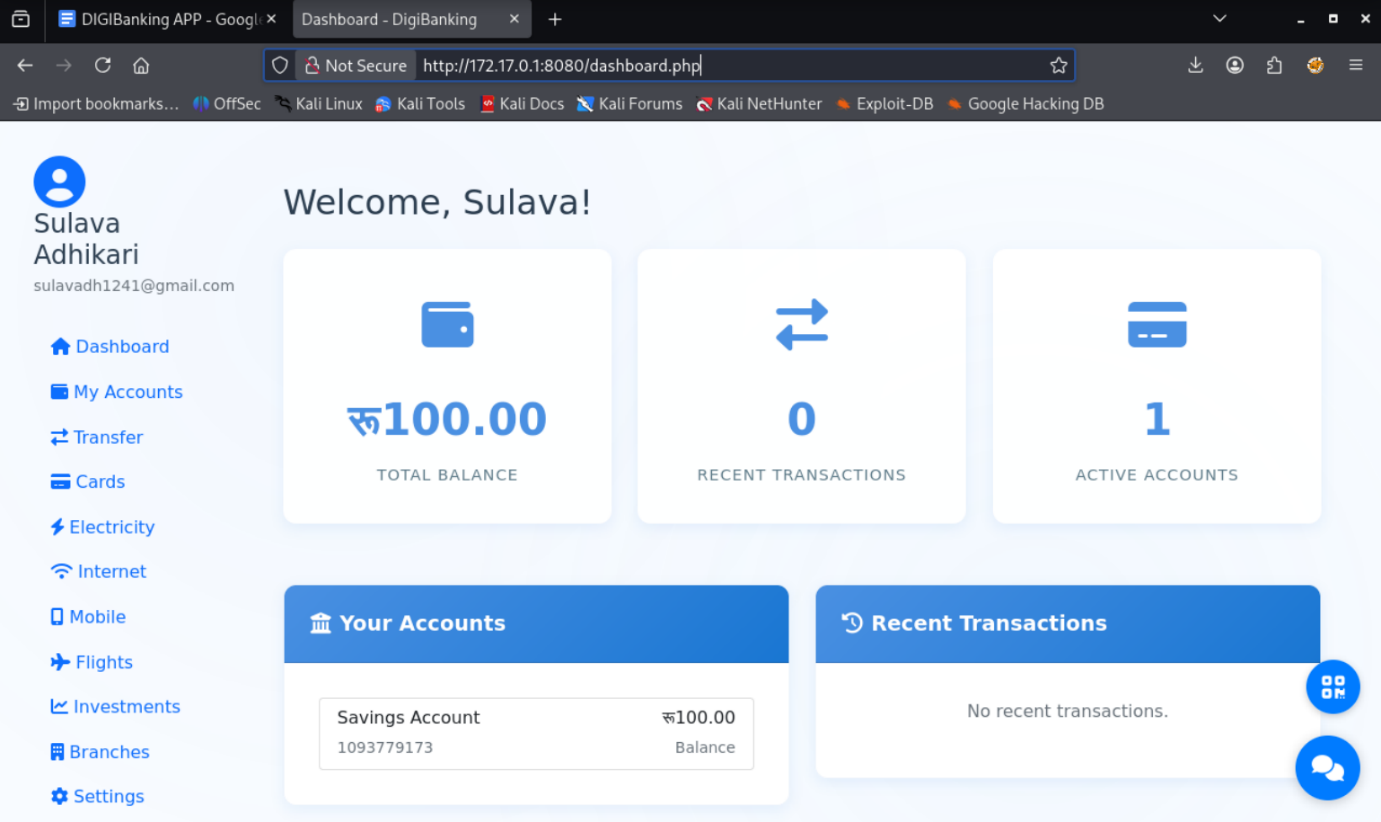 DIGIBanking APP - Googl
Dashboard - DigiBanking
Not Secure
http://172.17.0.1:8080/dashboard.php
Import bookmarks...
OffSec
Kali Linux
Kali Tools
Kali Docs
Kali Forums
Kali NetHunter
Exploit-DB
Google Hacking DB
Sulava
Adhikari
sulavadh1241@gmail.com
Dashboard
My Accounts
Transfer
Cards
Electricity
Internet
Mobile
Flights
Investments
Branches
Settings
Welcome, Sulava!
रू100.00
TOTAL BALANCE
0
RECENT TRANSACTIONS
1
ACTIVE ACCOUNTS
Your Accounts
Savings Account
रू100.00
1093779173
Balance
Recent Transactions
No recent transactions.